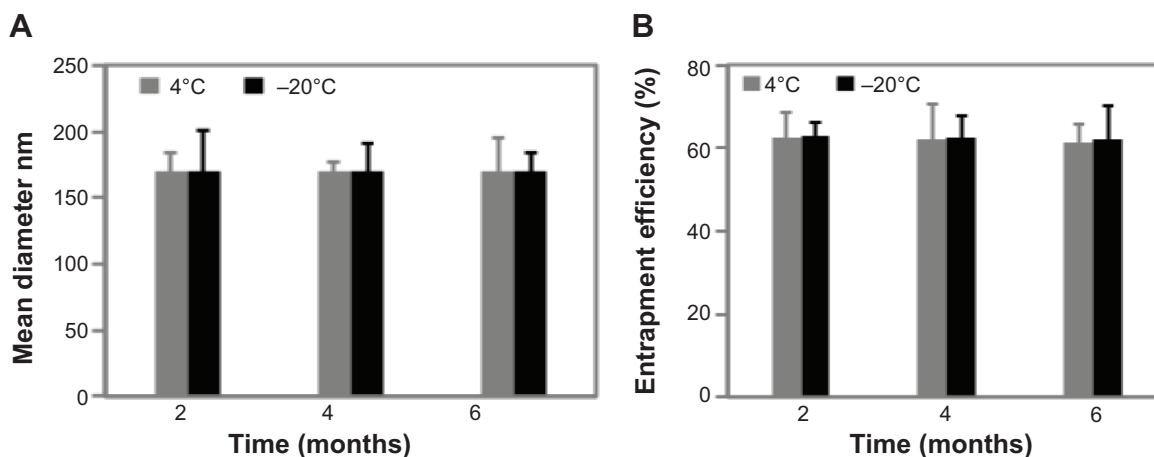 A
Mean diameter nm
250
200
150
100
50
0
4°C
–20°C
2
4
6
Time (months)
B
Entrapment efficiency (%)
80
60
40
20
0
4°C
–20°C
2
4
6
Time (months)